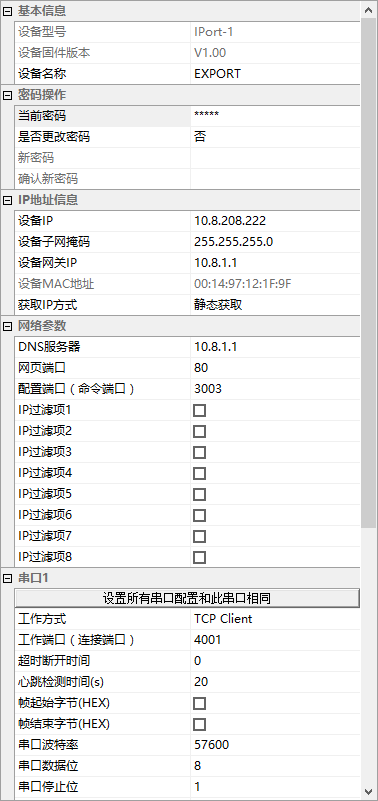 基本信息
设备型号 IPort-1
设备固件版本 V1.00
设备名称 EXPORT
密码操作
当前密码 *****
是否更改密码 否
新密码
确认新密码
IP地址信息
设备IP 10.8.208.222
设备子网掩码 255.255.255.0
设备网关IP 10.8.1.1
设备MAC地址 00:14:97:12:1F:9F
获取IP方式 静态获取
网络参数
DNS服务器 10.8.1.1
网页端口 80
配置端口（命令端口） 3003
IP过滤项1
IP过滤项2
IP过滤项3
IP过滤项4
IP过滤项5
IP过滤项6
IP过滤项7
IP过滤项8
串口1
设置所有串口配置和此串口相同
工作方式 TCP Client
工作端口（连接端口） 4001
超时断开时间 0
心跳检测时间(s) 20
帧起始字节(HEX)
帧结束字节(HEX)
串口波特率 57600
串口数据位 8
串口停止位 1